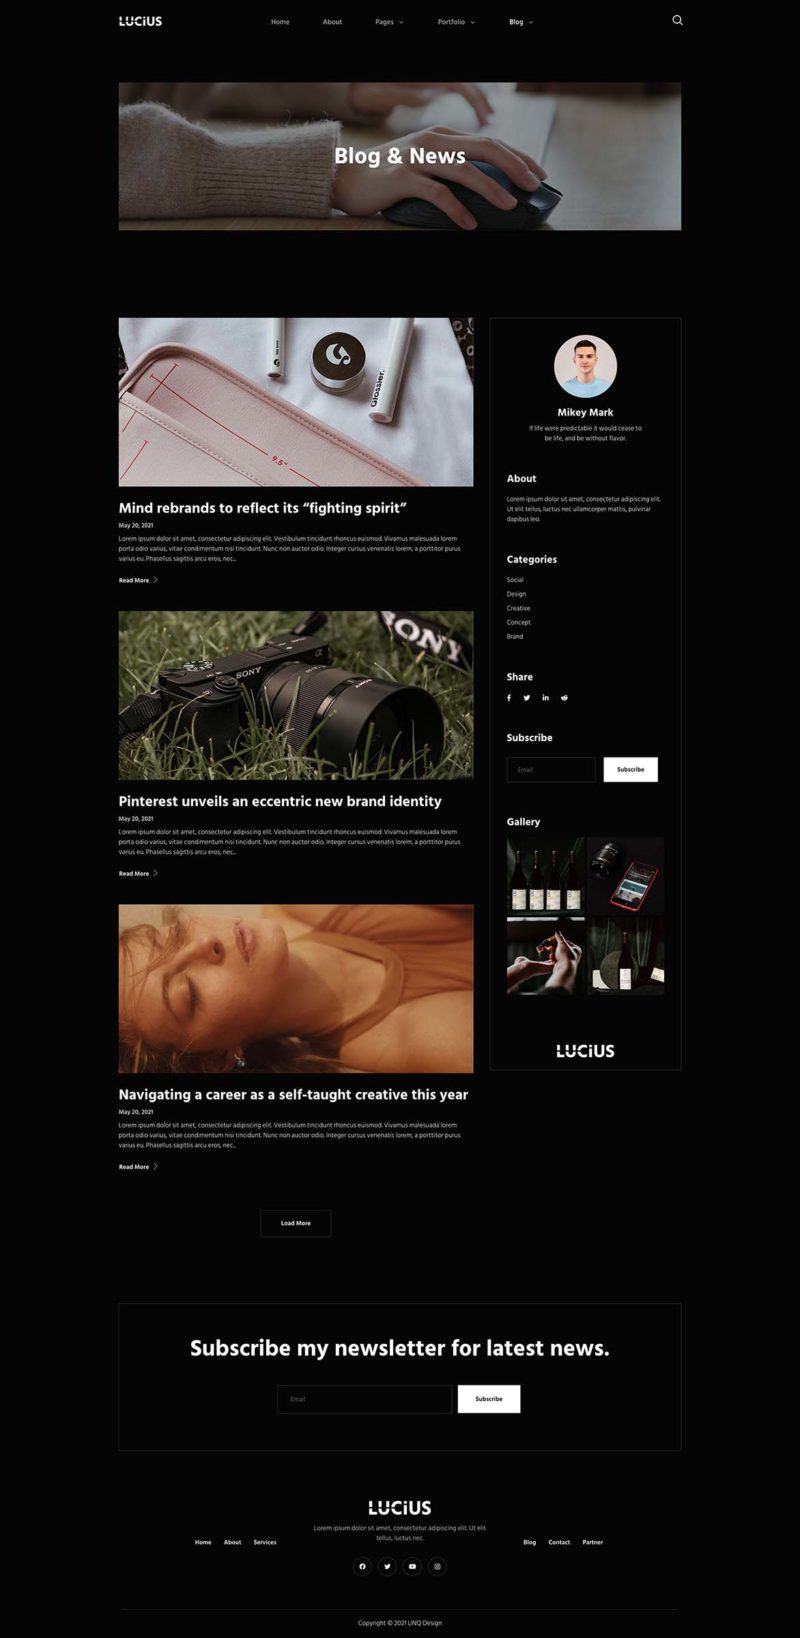 LUCiUS
Home
About
Pages
Portfolio
Blog
Blog & News
Glossier.
9.5"
Mind rebrands to reflect its “fighting spirit”
May 20, 2021
Lorem ipsum dolor sit amet, consectetur adipiscing elit. Vestibulum tincidunt rhoncus euismod. Vivamus malesuada lorem
porta odio varius, vitae condimentum nisi tincidunt. Nunc non auctor odio. Integer cursus venenatis lorem, a porttitor purus
varius eu. Phasellus sagittis arcu eros, nec...
Read More
SONY
SONY
Pinterest unveils an eccentric new brand identity
May 20, 2021
Lorem ipsum dolor sit amet, consectetur adipiscing elit. Vestibulum tincidunt rhoncus euismod. Vivamus malesuada lorem
porta odio varius, vitae condimentum nisi tincidunt. Nunc non auctor odio. Integer cursus venenatis lorem, a porttitor purus
varius eu. Phasellus sagittis arcu eros, nec...
Read More
Navigating a career as a self-taught creative this year
May 20, 2021
Lorem ipsum dolor sit amet, consectetur adipiscing elit. Vestibulum tincidunt rhoncus euismod. Vivamus malesuada lorem
porta odio varius, vitae condimentum nisi tincidunt. Nunc non auctor odio. Integer cursus venenatis lorem, a porttitor purus
varius eu. Phasellus sagittis arcu eros, nec...
Read More
Load More
Mikey Mark
If life were predictable it would cease to
be life, and be without flavor.
About
Lorem ipsum dolor sit amet, consectetur adipiscing elit.
Ut elit tellus, luctus nec ullamcorper mattis, pulvinar
dapibus leo.
Categories
Social
Design
Creative
Concept
Brand
Share
Subscribe
Email
Subscribe
Gallery
LUCiUS
Subscribe my newsletter for latest news.
Email
Subscribe
LUCiUS
Lorem ipsum dolor sit amet, consectetur adipiscing elit. Ut elit
tellus, luctus nec.
Home
About
Services
Blog
Contact
Partner
Copyright © 2021 UNQ Design